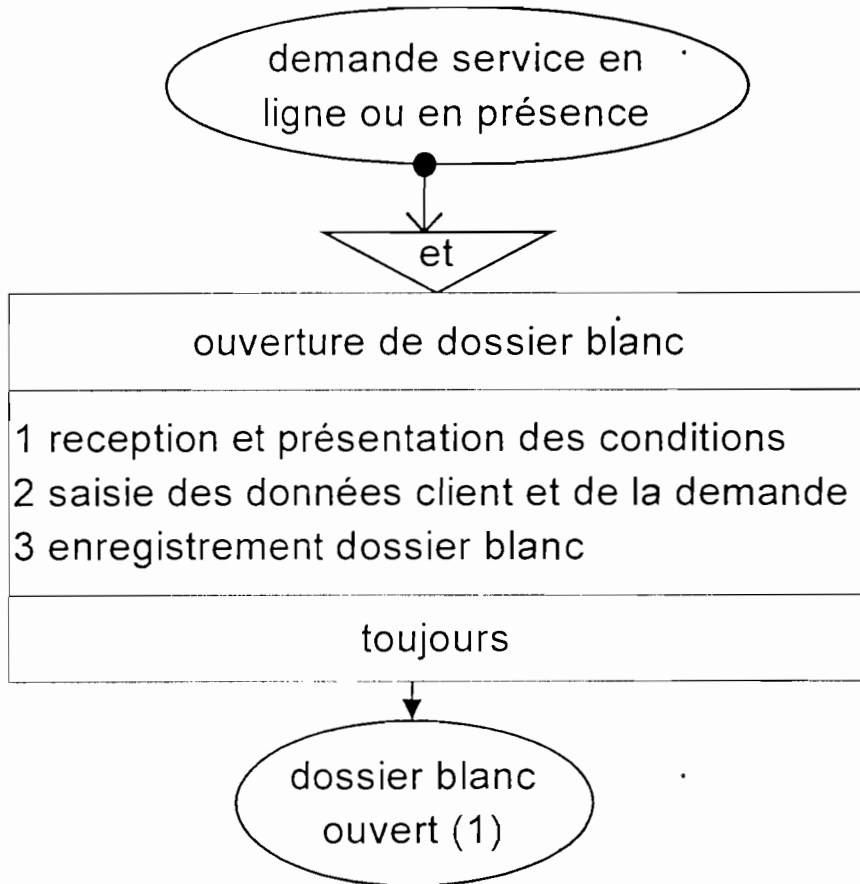 demande service en
ligne ou en présence
et
ouverture de dossier blanc
1 reception et présentation des conditions
2 saisie des données client et de la demande
3 enregistrement dossier blanc
toujours
dossier blanc
ouvert (1)